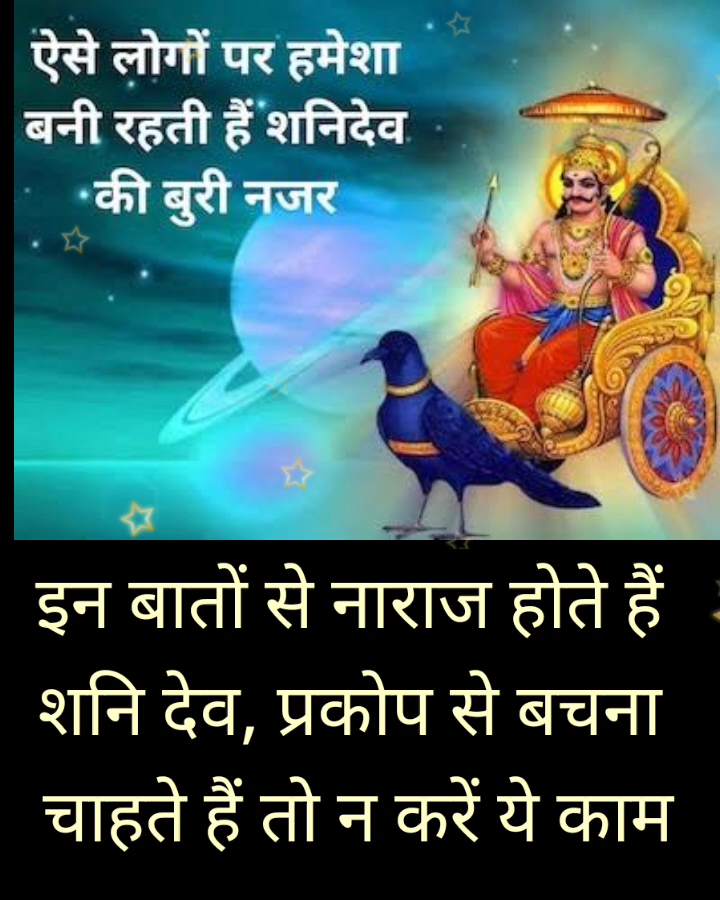 ऐसे लोगों पर हमेशा
बनी रहती हैं शनिदेव
की बुरी नजर
इन बातों से नाराज होते हैं
शनि देव, प्रकोप से बचना
चाहते हैं तो न करें ये काम